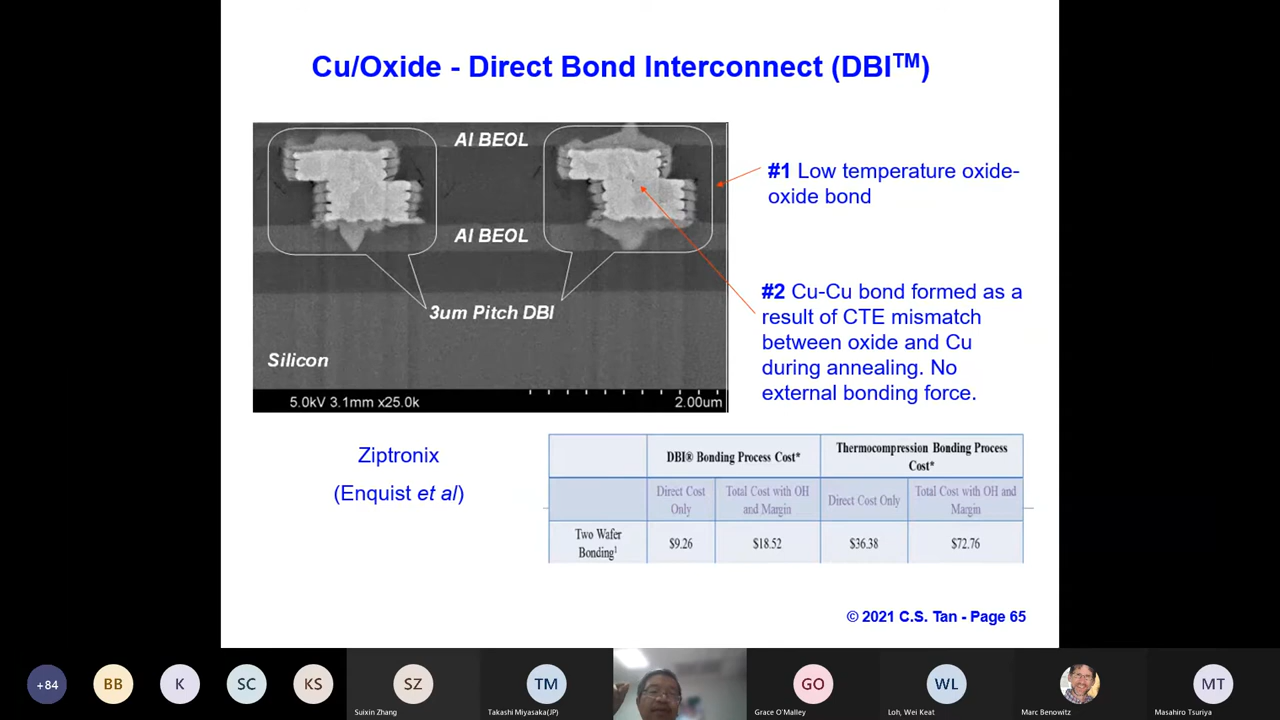 Cu/Oxide - Direct Bond Interconnect (DBI™)
Al BEOL
Al BEOL
3um Pitch DBI
Silicon
5.0kV 3.1mm x25.0k
2.00um
#1 Low temperature oxide-
oxide bond
#2 Cu-Cu bond formed as a
result of CTE mismatch
between oxide and Cu
during annealing. No
external bonding force.
Ziptronix
(Enquist et al)
DBI® Bonding Process Cost*
Thermocompression Bonding Process
Cost*
Direct Cost
Only
Total Cost with OH
and Margin
Direct Cost Only
Total Cost with OH and
Margin
Two Wafer
Bonding¹
$9.26
$18.52
$36.38
$72.76
© 2021 C.S. Tan - Page 65
+84
BB
K
SC
KS
SZ
Suixin Zhang
TM
Takashi Miyasaka(JP)
GO
Grace O'Malley
WL
Loh, Wei Keat
Marc Benowitz
MT
Masahiro Tsuriya